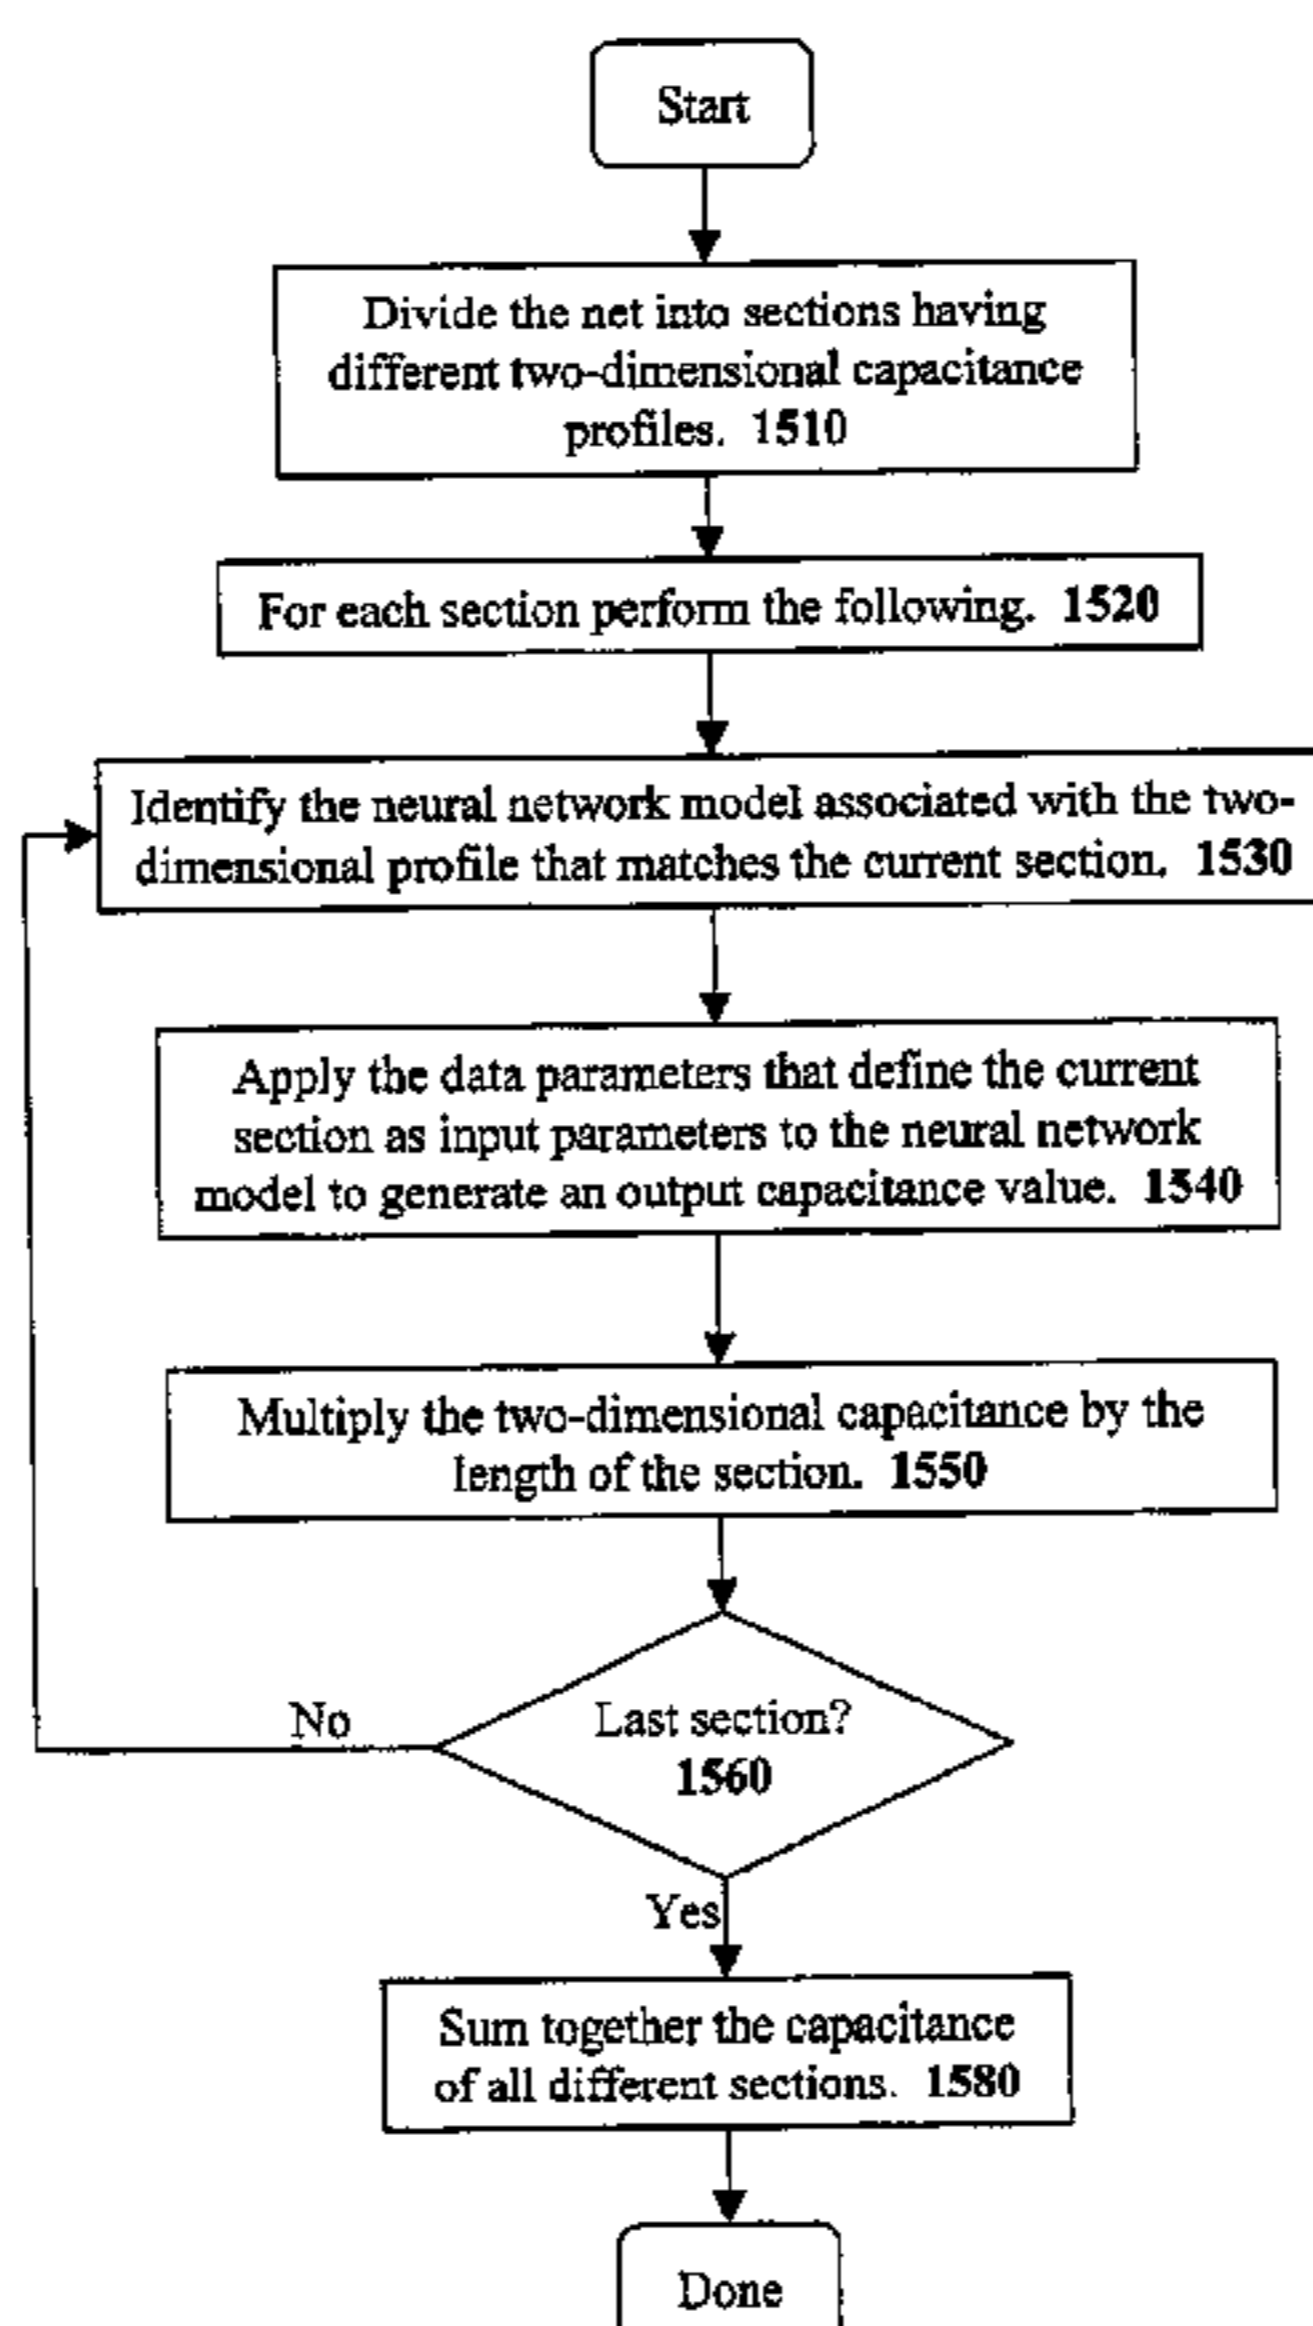 Start
Divide the net into sections having
different two-dimensional capacitance
profiles. 1510
For each section perform the following. 1520
Identify the neural network model associated with the two-
dimensional profile that matches the current section. 1530
Apply the data parameters that define the current
section as input parameters to the neural network
model to generate an output capacitance value. 1540
Multiply the two-dimensional capacitance by the
length of the section. 1550
Last section?
1560
No
Yes
Sum together the capacitance
of all different sections. 1580
Done